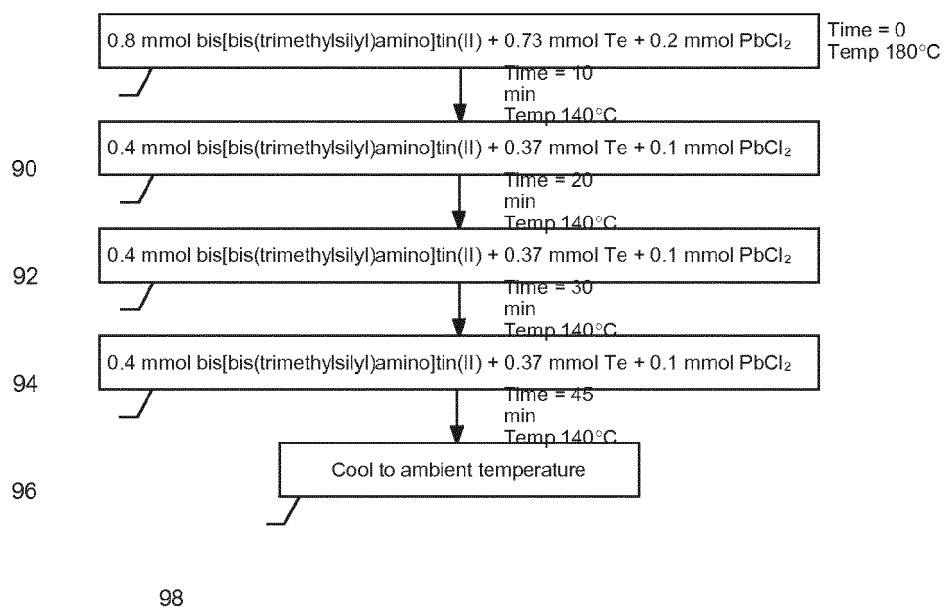 0.8 mmol bis[bis(trimethylsilyl)amino]tin(II) + 0.73 mmol Te + 0.2 mmol PbCl₂
Time = 0
Temp 180°C
Time = 10
min
Temp 140°C
90
0.4 mmol bis[bis(trimethylsilyl)amino]tin(II) + 0.37 mmol Te + 0.1 mmol PbCl₂
Time = 20
min
Temp 140°C
92
0.4 mmol bis[bis(trimethylsilyl)amino]tin(II) + 0.37 mmol Te + 0.1 mmol PbCl₂
Time = 30
min
Temp 140°C
94
0.4 mmol bis[bis(trimethylsilyl)amino]tin(II) + 0.37 mmol Te + 0.1 mmol PbCl₂
Time = 45
min
Temp 140°C
96
Cool to ambient temperature
98